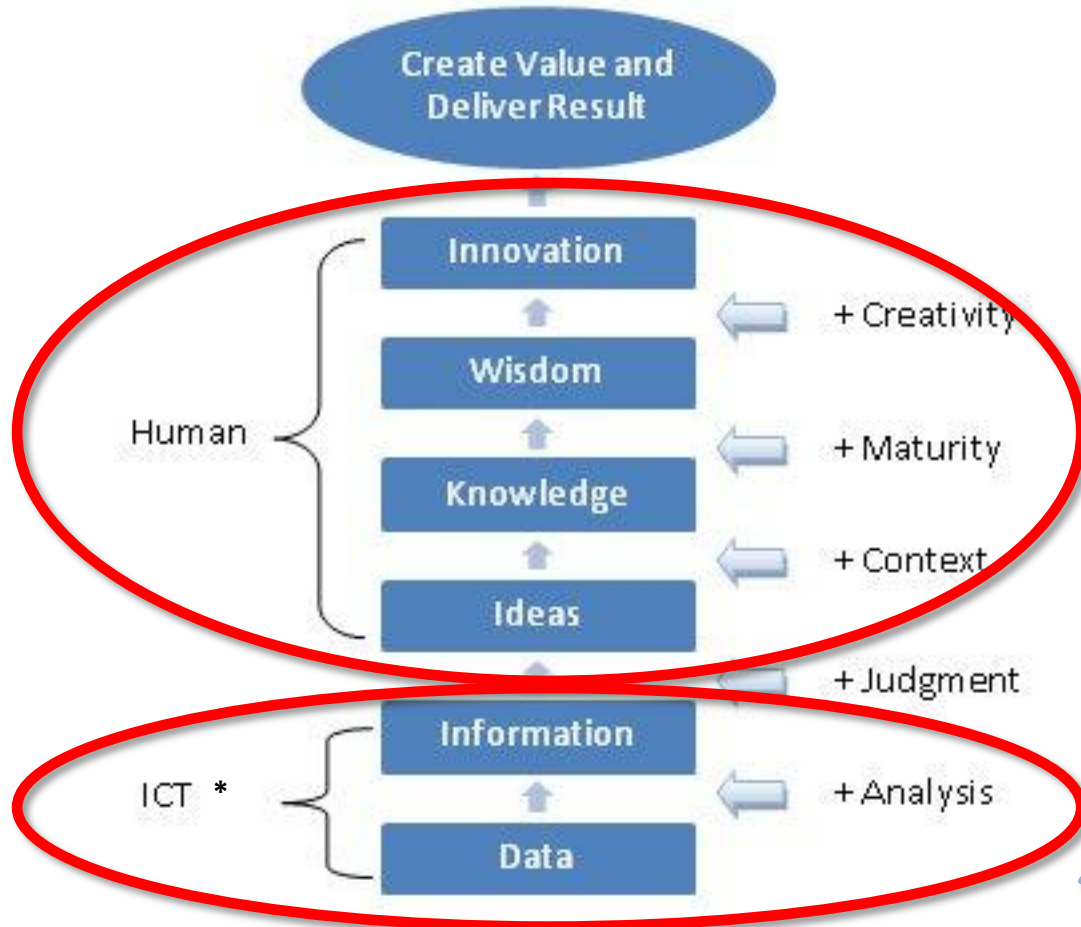 Create Value and
Deliver Result
Innovation
+ Creativity
Wisdom
Human
+ Maturity
Knowledge
+ Context
Ideas
+ Judgment
Information
ICT *
+ Analysis
Data